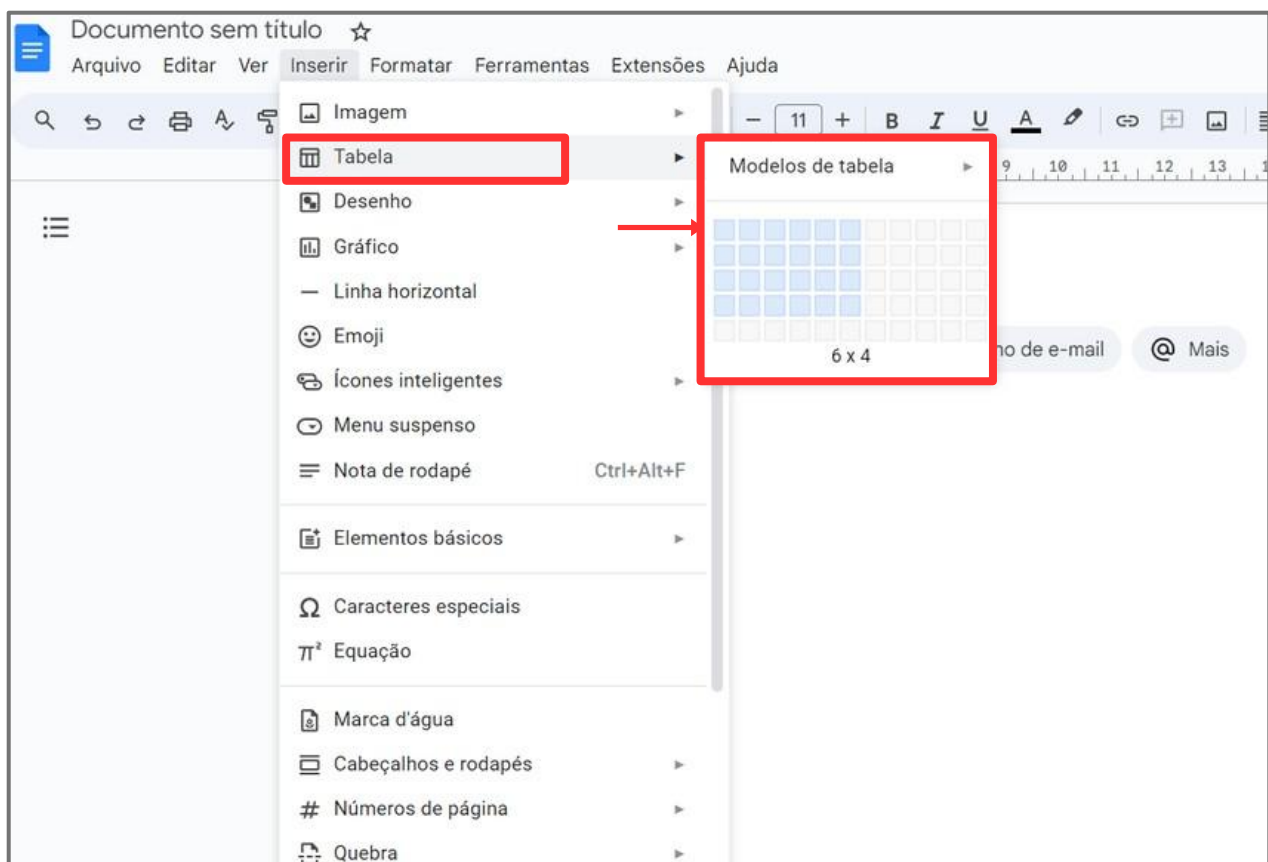 Documento sem título
Arquivo Editar Ver Inserir Formatar Ferramentas Extensões Ajuda
Imagem
11
B I U A
Tabela
Modelos de tabela
9 10 11 12 13 1
Desenho
Gráfico
Linha horizontal
Emoji
6 x 4
no de e-mail
@ Mais
Ícones inteligentes
Menu suspenso
Nota de rodapé Ctrl+Alt+F
Elementos básicos
Ω Caracteres especiais
π² Equação
Marca d'água
Cabeçalhos e rodapés
# Números de página
Quebra